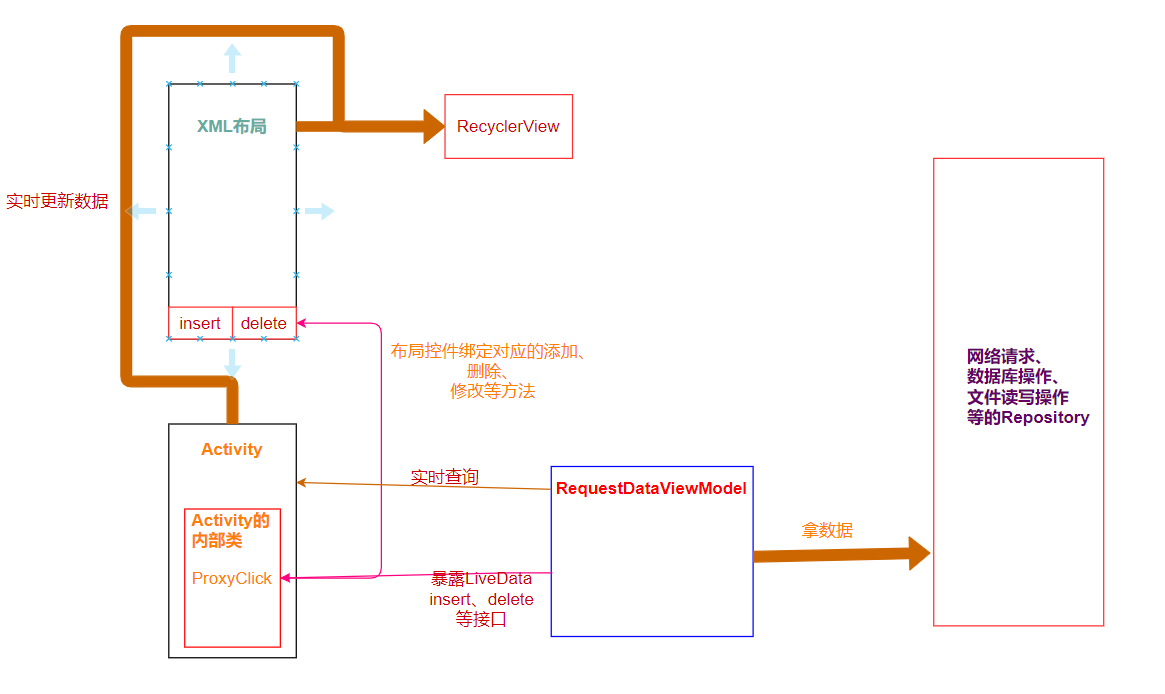 XML布局
RecyclerView
实时更新数据
insert
delete
布局控件绑定对应的添加、
删除、
修改等方法
网络请求、
数据库操作、
文件读写操作
等的Repository
Activity
实时查询
RequestDataViewModel
Activity的
内部类
ProxyClick
拿数据
暴露LiveData
insert、delete
等接口